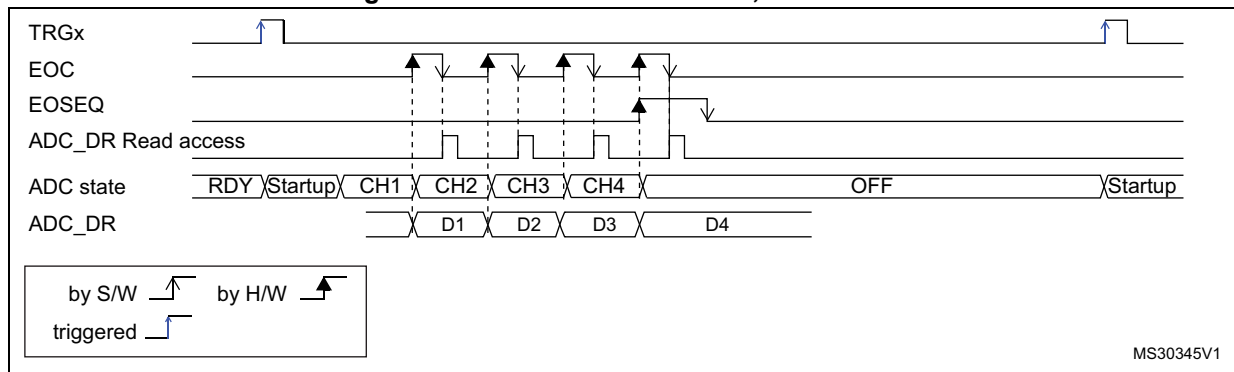 TRGx
EOC
EOSEQ
ADC_DR Read access
ADC state RDY Startup CH1 CH2 CH3 CH4 OFF Startup
ADC_DR D1 D2 D3 D4
by S/W by H/W
triggered
MS30345V1